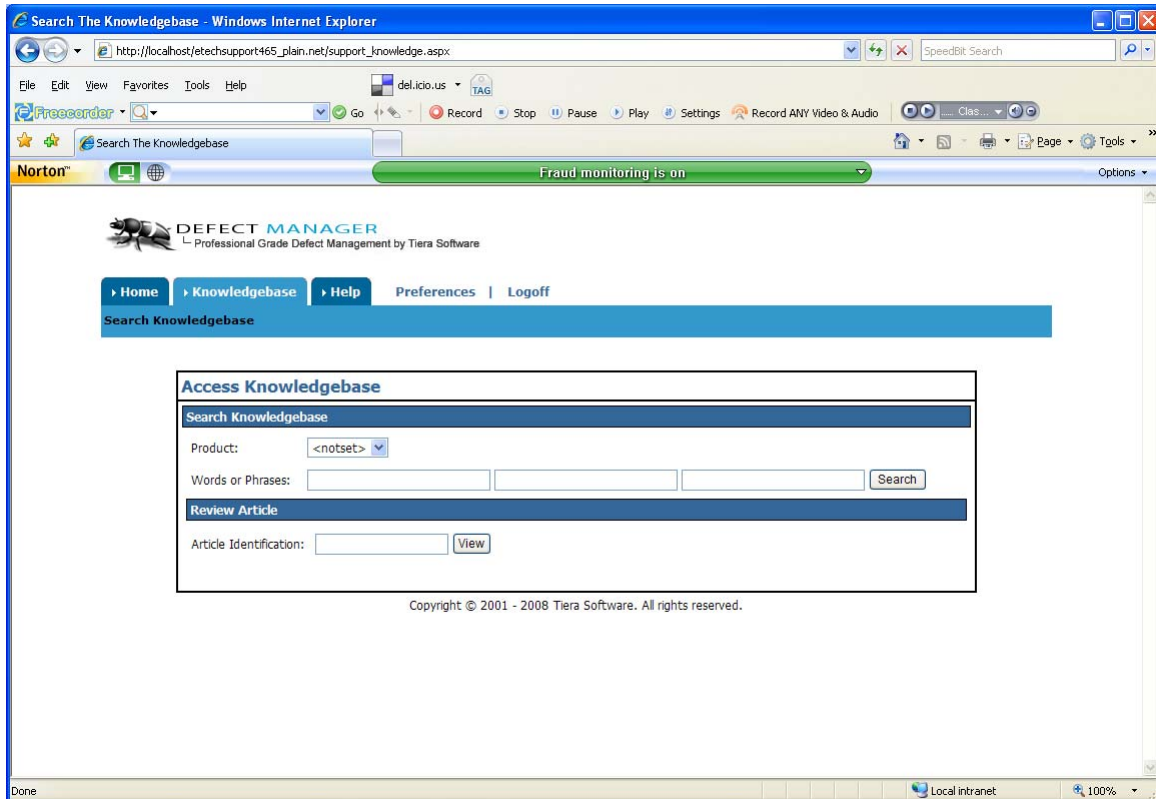 Search The Knowledgebase - Windows Internet Explorer
http://localhost/etechsupport465_plain.net/support_knowledge.aspx SpeedBit Search
File Edit View Favorites Tools Help del.icio.us TAG
Freecorder Go Record Stop Pause Play Settings Record ANY Video & Audio .... Clas...
Search The Knowledgebase Page Tools »
Norton™ Fraud monitoring is on Options
DEFECT MANAGER
Professional Grade Defect Management by Tiera Software
Home Knowledgebase Help Preferences | Logoff
Search Knowledgebase
Access Knowledgebase
Search Knowledgebase
Product: <notset>
Words or Phrases: Search
Review Article
Article Identification: View
Copyright © 2001 - 2008 Tiera Software. All rights reserved.
Done Local intranet 100%